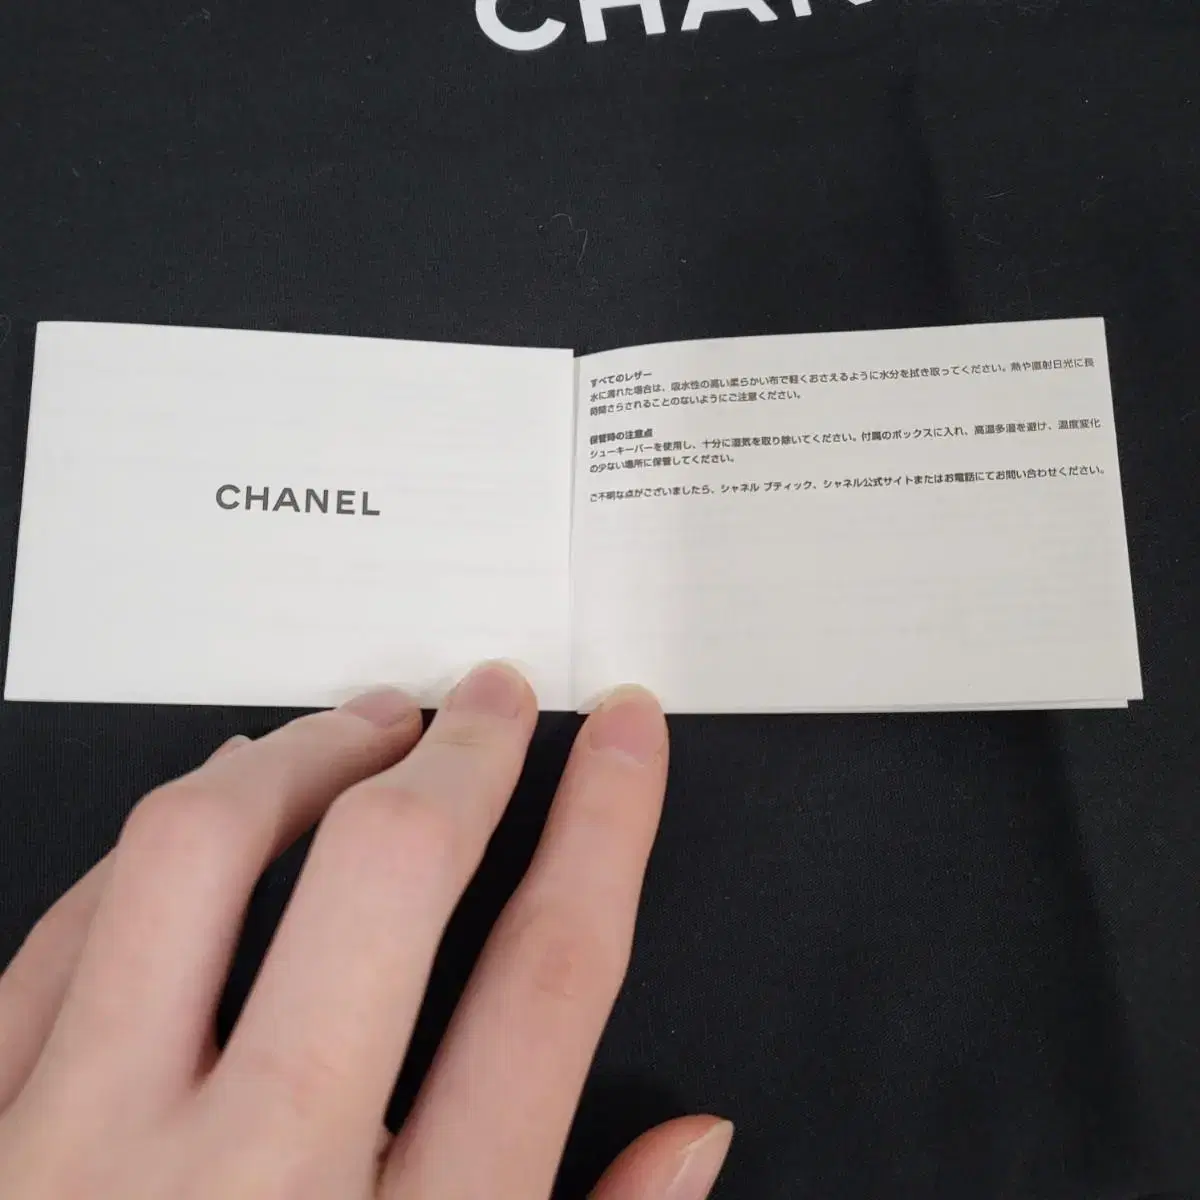 CHAN
CHANEL
すべてのレザー
水に濡れた場合は、吸水性の高い柔らかい布で軽くおさえるように水分を拭き取ってください。熱や直射日光に長
時間さらされることのないようにご注意ください。
保管時の注意点
シューキーパーを使用し、十分に湿気を取り除いてください。付属のボックスに入れ、高温多湿を避け、温度変化
の少ない場所に保管してください。
ご不明な点がございましたら、シャネル ブティック、シャネル公式サイトまたはお電話にてお問い合わせください。